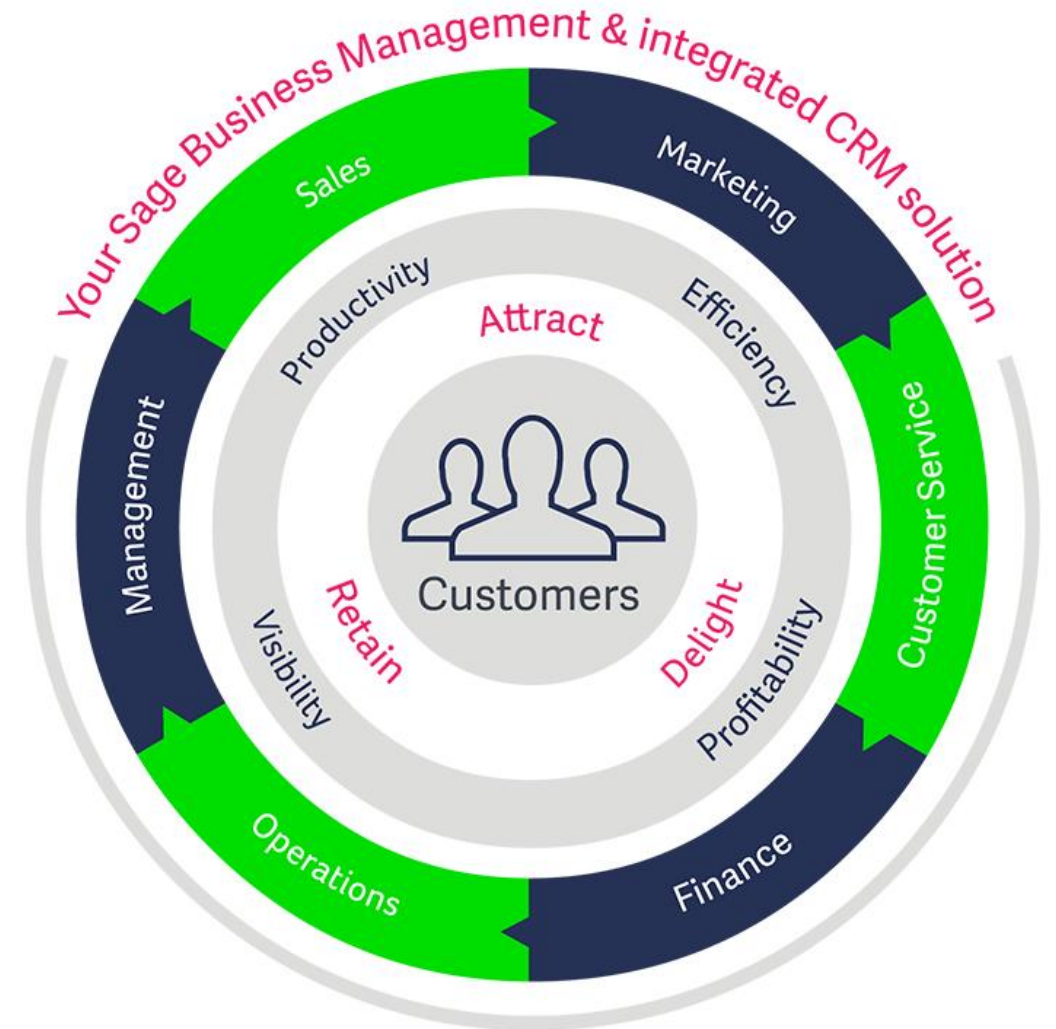 Your Sage Business Management & integrated CRM solution
Sales
Marketing
Customer Service
Finance
Operations
Management
Productivity
Efficiency
Profitability
Visibility
Attract
Delight
Retain
Customers